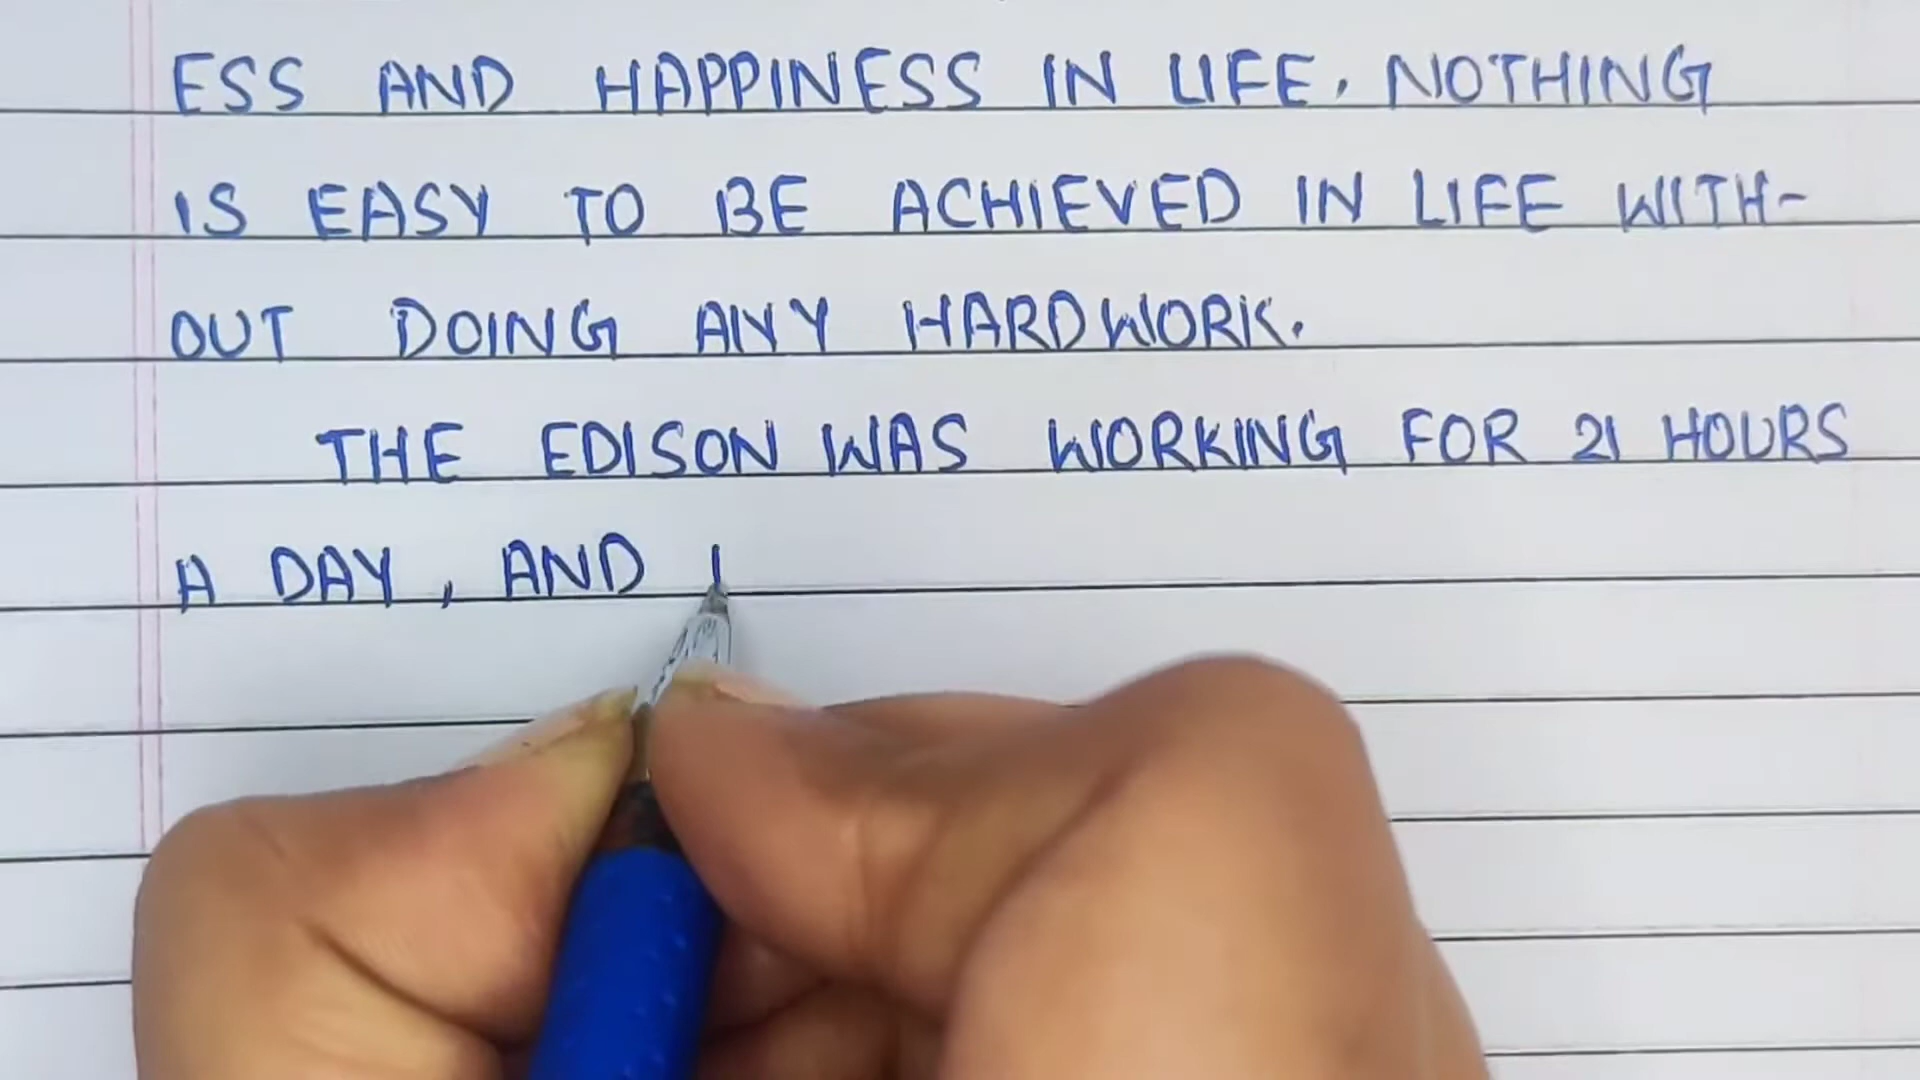 ESS AND HAPPINESS IN LIFE. NOTHING
IS EASY TO BE ACHIEVED IN LIFE WITH-
OUT DOING ANY HARDWORK.
THE EDISON WAS WORKING FOR 21 HOURS
A DAY, AND